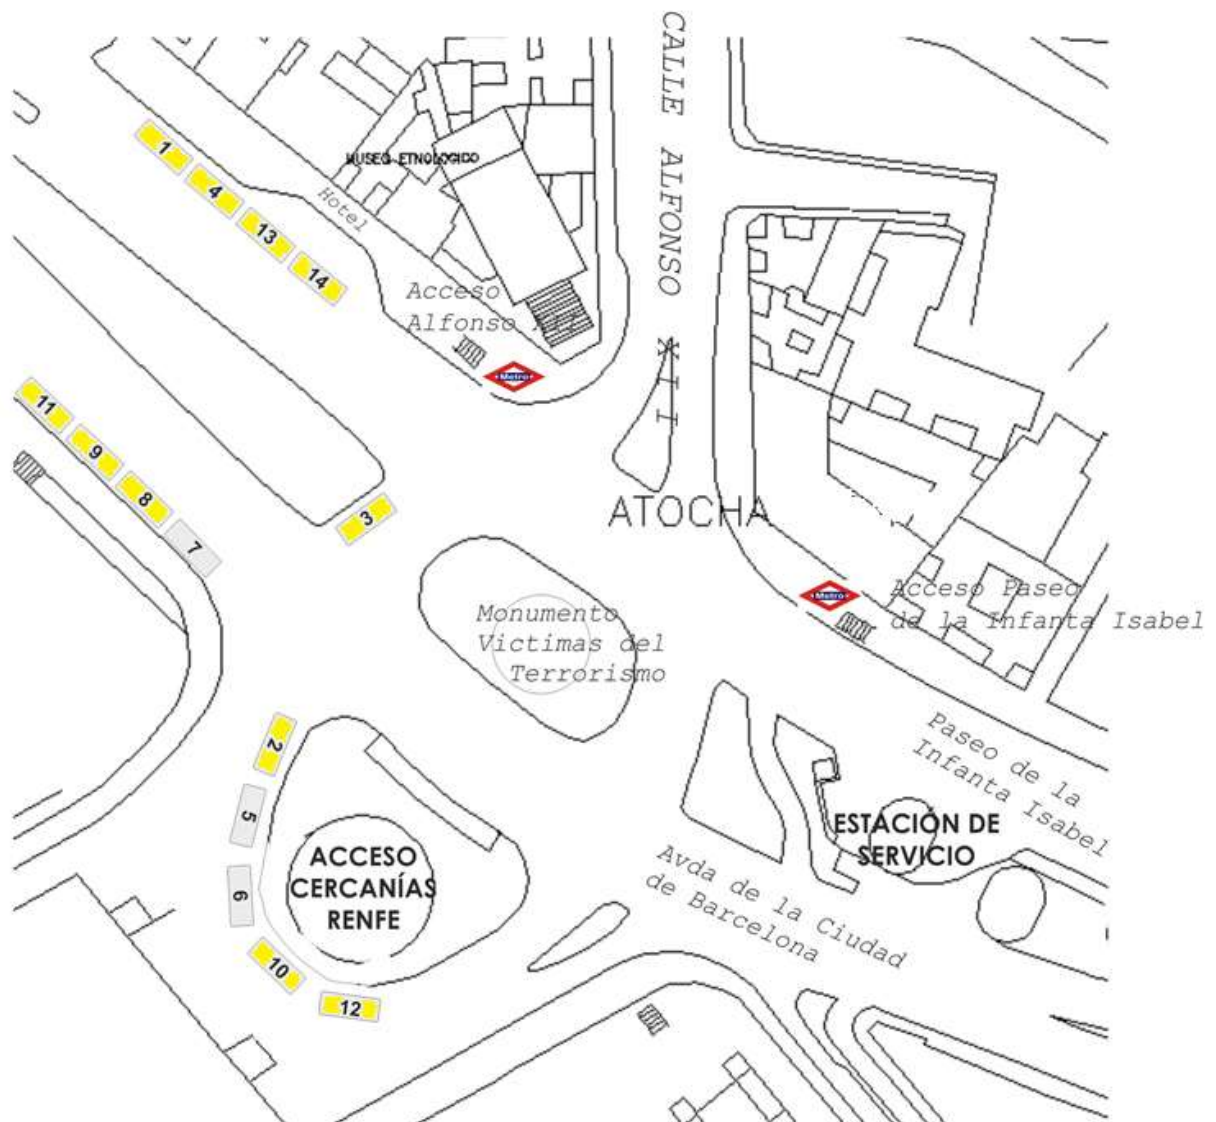 CALLE ALFONSO XII
1
4
13
14
MUSEO ETNOLOGICO
Hotel
Acceso
Alfonso XII
Metro
11
9
8
7
3
ATOCHA
Metro
Acceso Paseo
de la Infanta Isabel
Monumento
Victimas del
Terrorismo
2
5
6
10
12
ACCESO
CERCANÍAS
RENFE
Paseo de la
Infanta Isabel
ESTACIÓN DE
SERVICIO
Avda de la Ciudad
de Barcelona